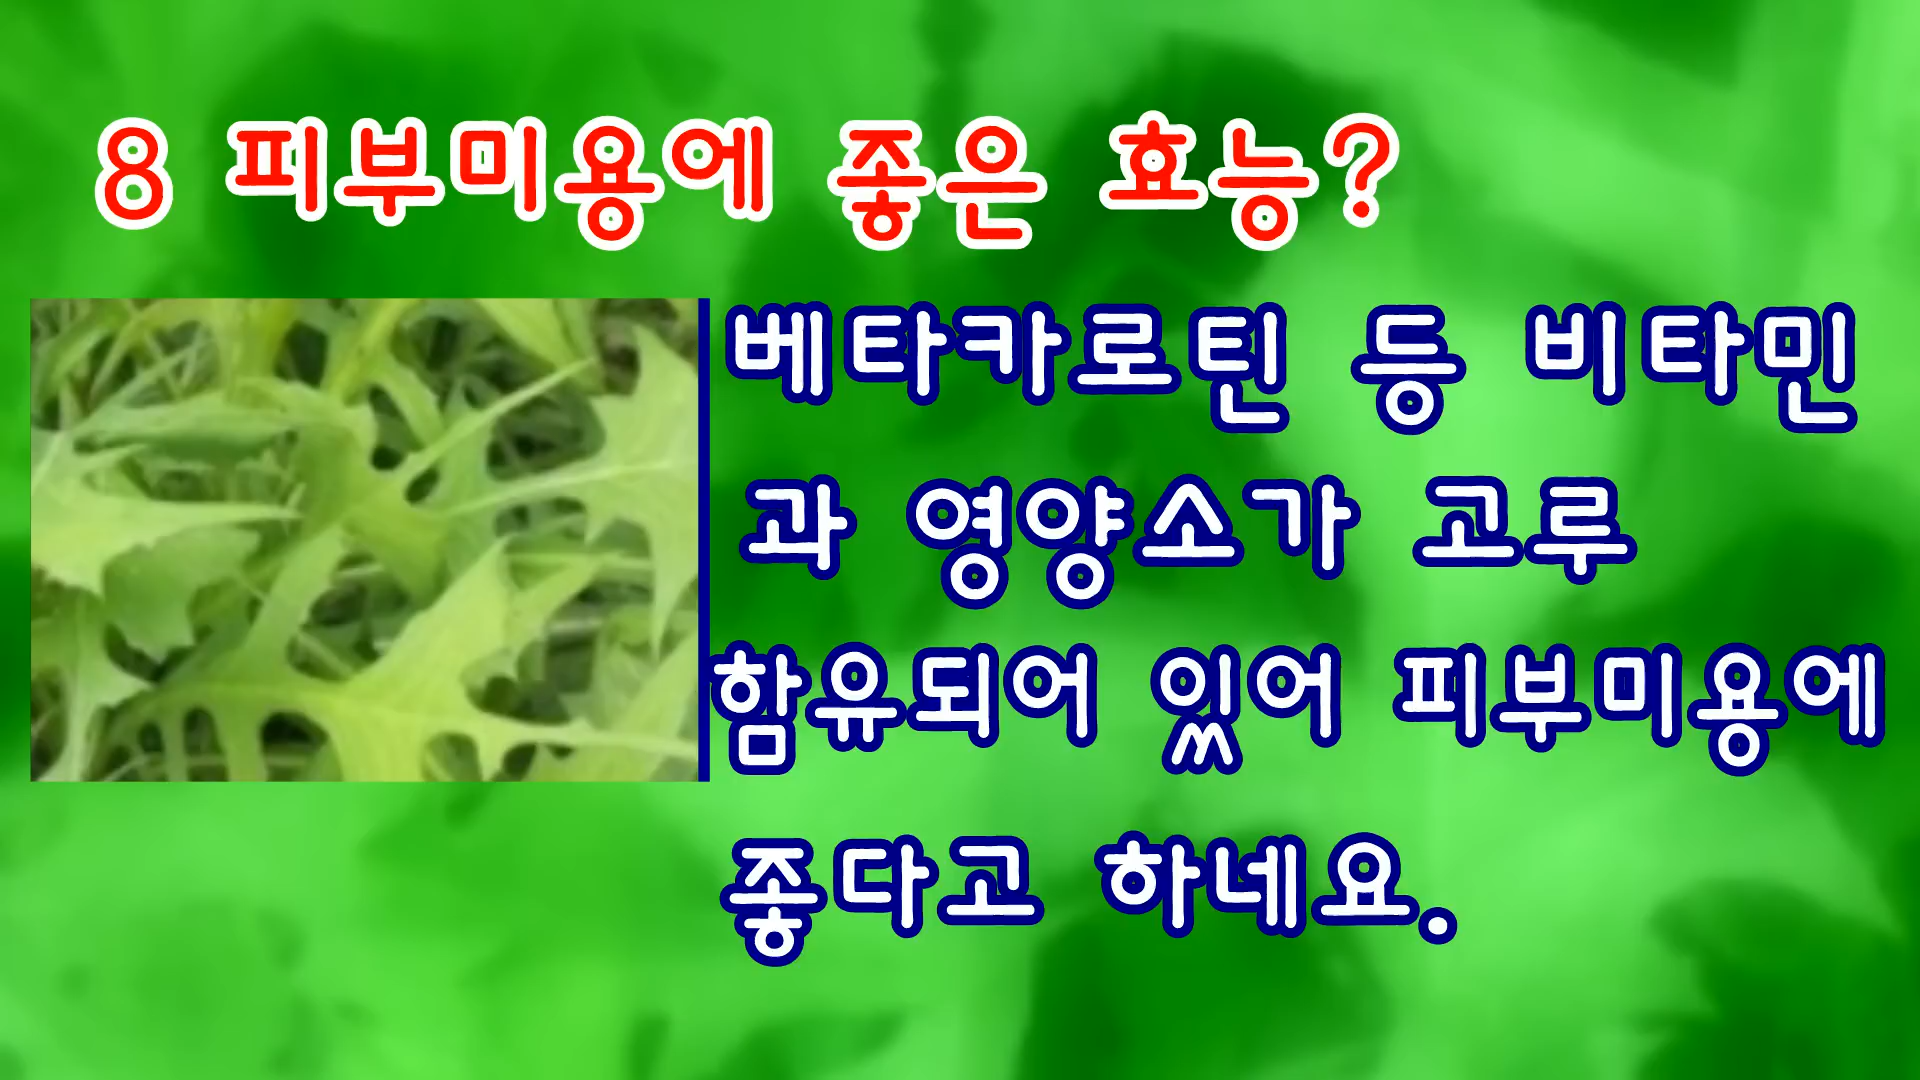 8 피부미용에 좋은 효능?
베타카로틴 등 비타민
과 영양소가 고루
함유되어 있어 피부미용에
좋다고 하네요.